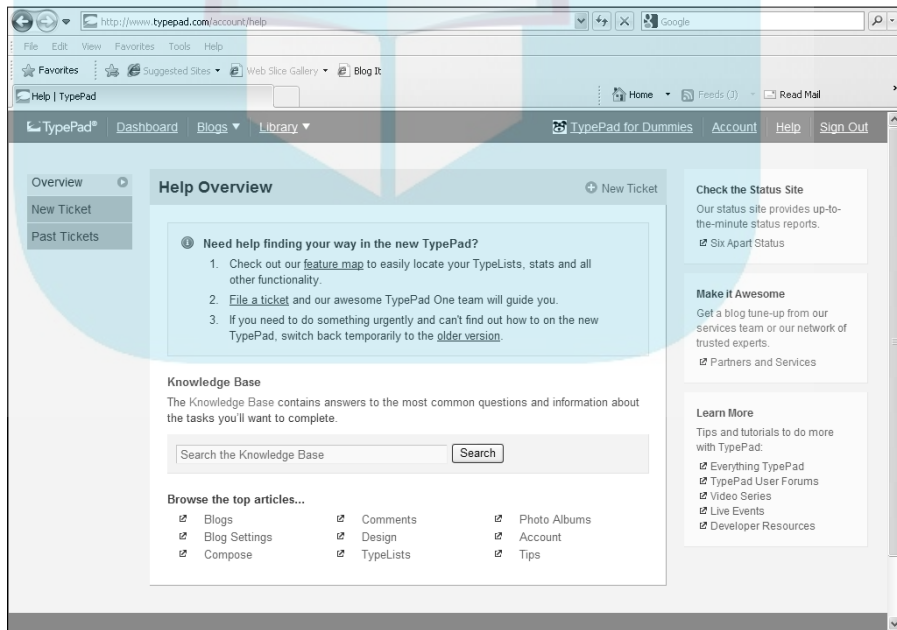 http://www.typepad.com/account/help
Google
File Edit View Favorites Tools Help
Favorites Suggested Sites Web Slice Gallery Blog It
Help | TypePad
Home Feeds (J) Read Mail
TypePad® Dashboard Blogs Library TypePad for Dummies Account Help Sign Out
Overview
New Ticket
Past Tickets
Help Overview New Ticket
Need help finding your way in the new TypePad?
1. Check out our feature map to easily locate your TypeLists, stats and all
other functionality.
2. File a ticket and our awesome TypePad One team will guide you.
3. If you need to do something urgently and can't find out how to on the new
TypePad, switch back temporarily to the older version.
Knowledge Base
The Knowledge Base contains answers to the most common questions and information about
the tasks you'll want to complete.
Search the Knowledge Base Search
Browse the top articles...
Blogs Comments Photo Albums
Blog Settings Design Account
Compose TypeLists Tips
Check the Status Site
Our status site provides up-to-
the-minute status reports.
Six Apart Status
Make it Awesome
Get a blog tune-up from our
services team or our network of
trusted experts.
Partners and Services
Learn More
Tips and tutorials to do more
with TypePad:
Everything TypePad
TypePad User Forums
Video Series
Live Events
Developer Resources